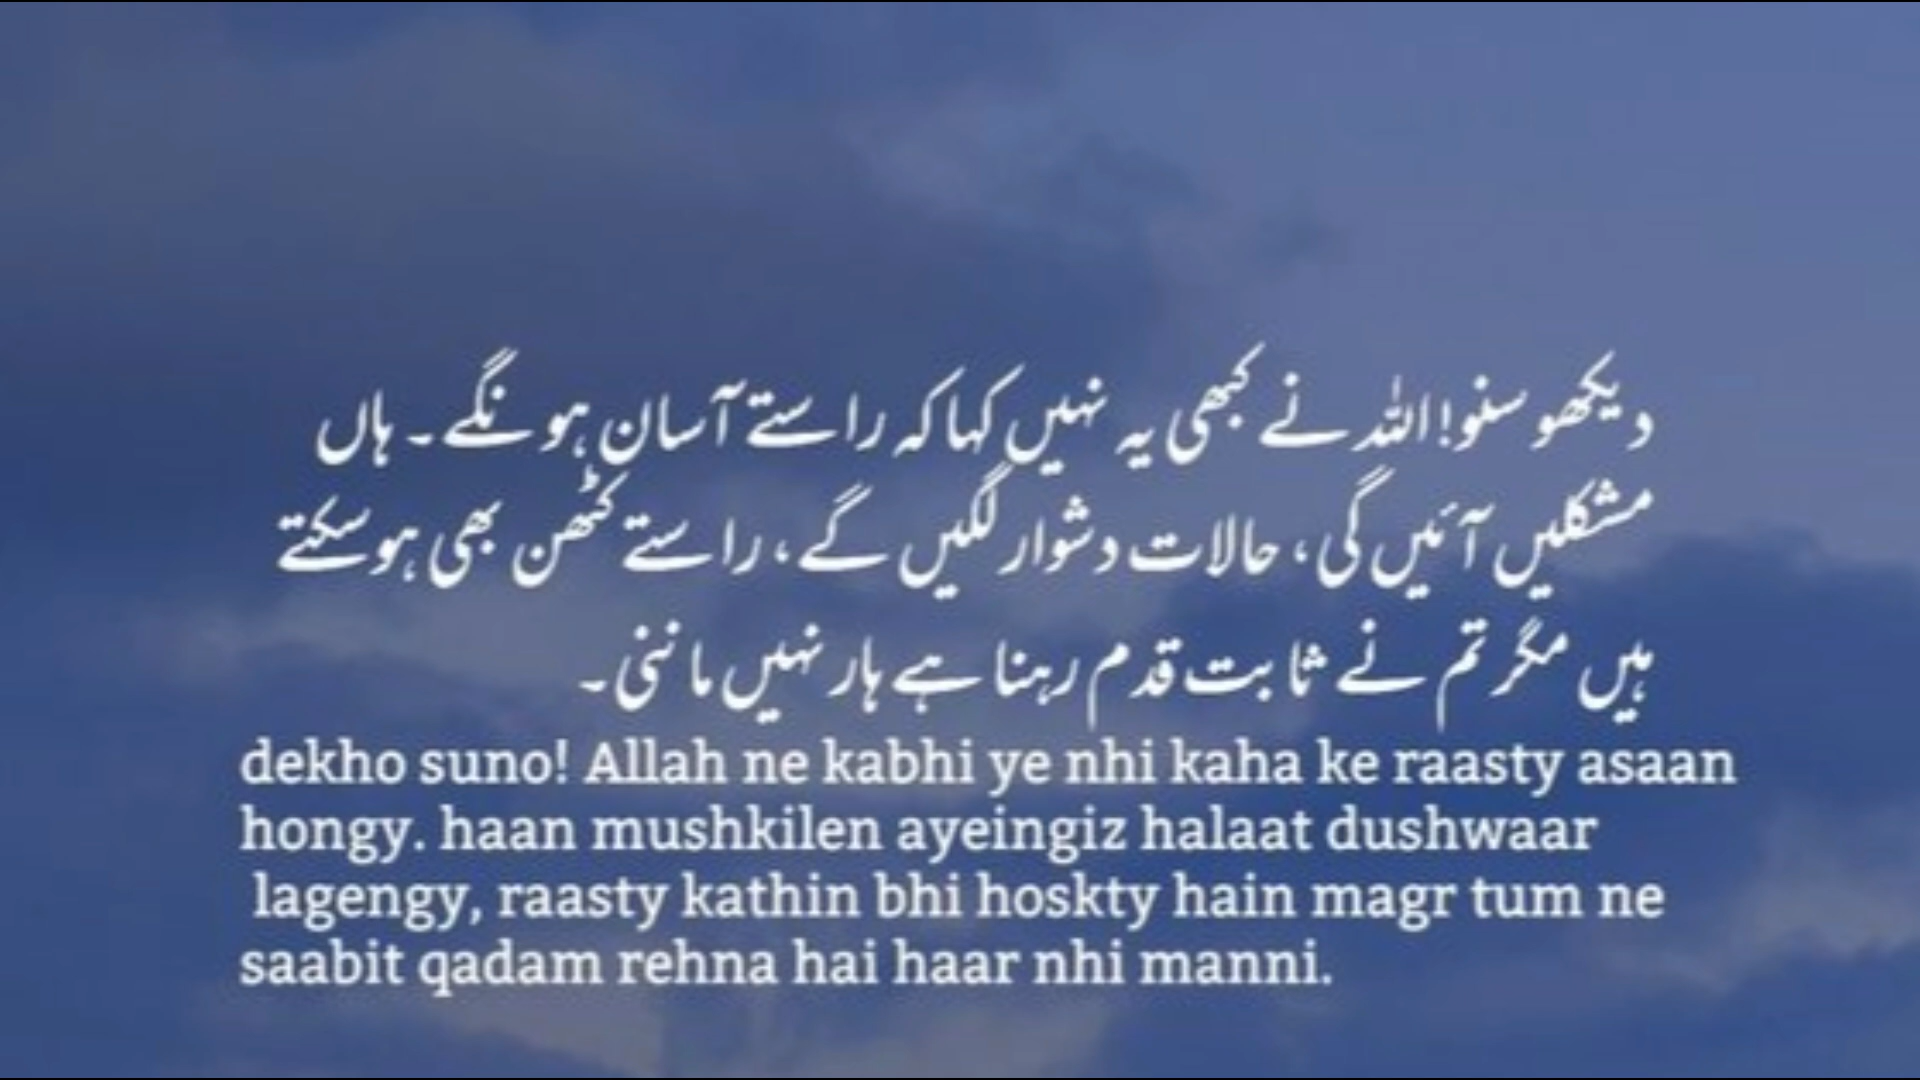 دیکھو سنو! اللہ نے کبھی یہ نہیں کہا کہ راستے آسان ہونگے۔ ہاں
مشکلیں آئیں گی، حالات دشوار لگیں گے، راستے کٹھن بھی ہوسکتے
ہیں مگر تم نے ثابت قدم رہنا ہے ہار نہیں ماننی۔
dekho suno! Allah ne kabhi ye nhi kaha ke raasty asaan
hongy. haan mushkilen ayeingiz halaat dushwaar
lagengy, raasty kathin bhi hoskty hain magr tum ne
saabit qadam rehna hai haar nhi manni.